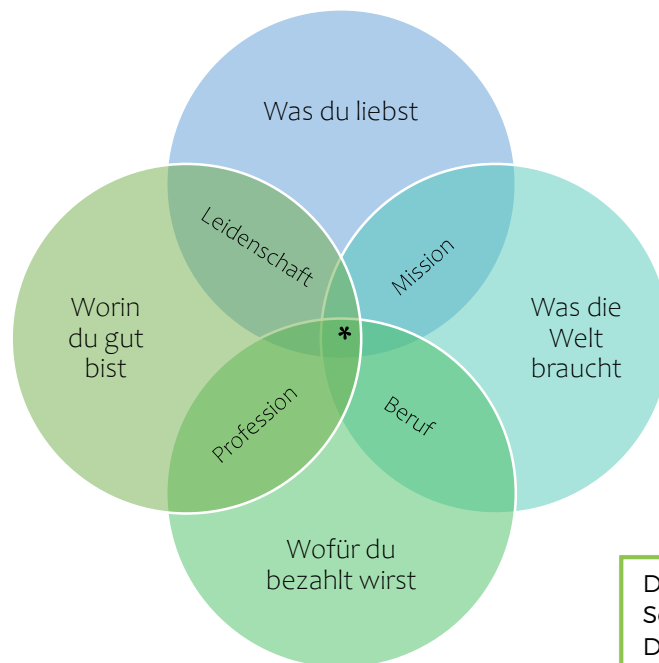 Was du liebst
Leidenschaft
Mission
Worin
du gut
bist
*
Was die
Welt
braucht
Profession
Beruf
Wofür du
bezahlt wirst